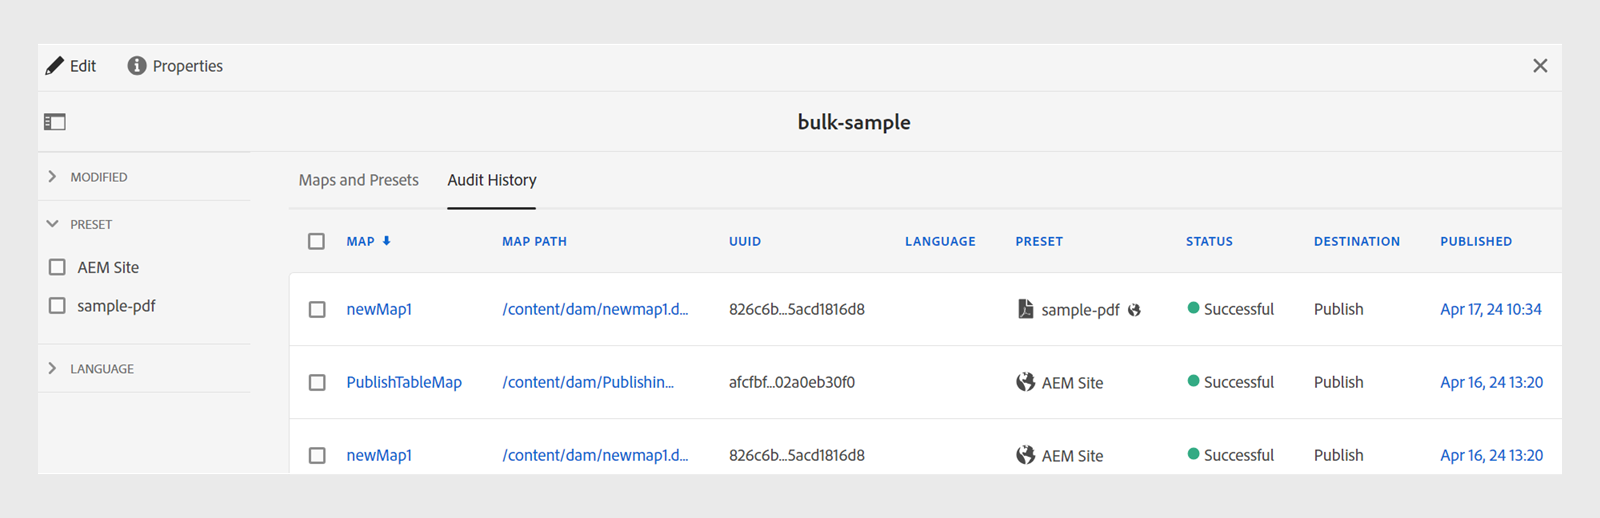 Edit Properties
bulk-sample
MODIFIED
PRESET
AEM Site
sample-pdf
LANGUAGE
Maps and Presets Audit History
MAP MAP PATH UUID LANGUAGE PRESET STATUS DESTINATION PUBLISHED
newMap1 /content/dam/newmap1.d... 826c6b...5acd1816d8 sample-pdf Successful Publish Apr 17, 24 10:34
PublishTableMap /content/dam/Publishin... afcfbf...02a0eb30f0 AEM Site Successful Publish Apr 16, 24 13:20
newMap1 /content/dam/newmap1.d... 826c6b...5acd1816d8 AEM Site Successful Publish Apr 16, 24 13:20